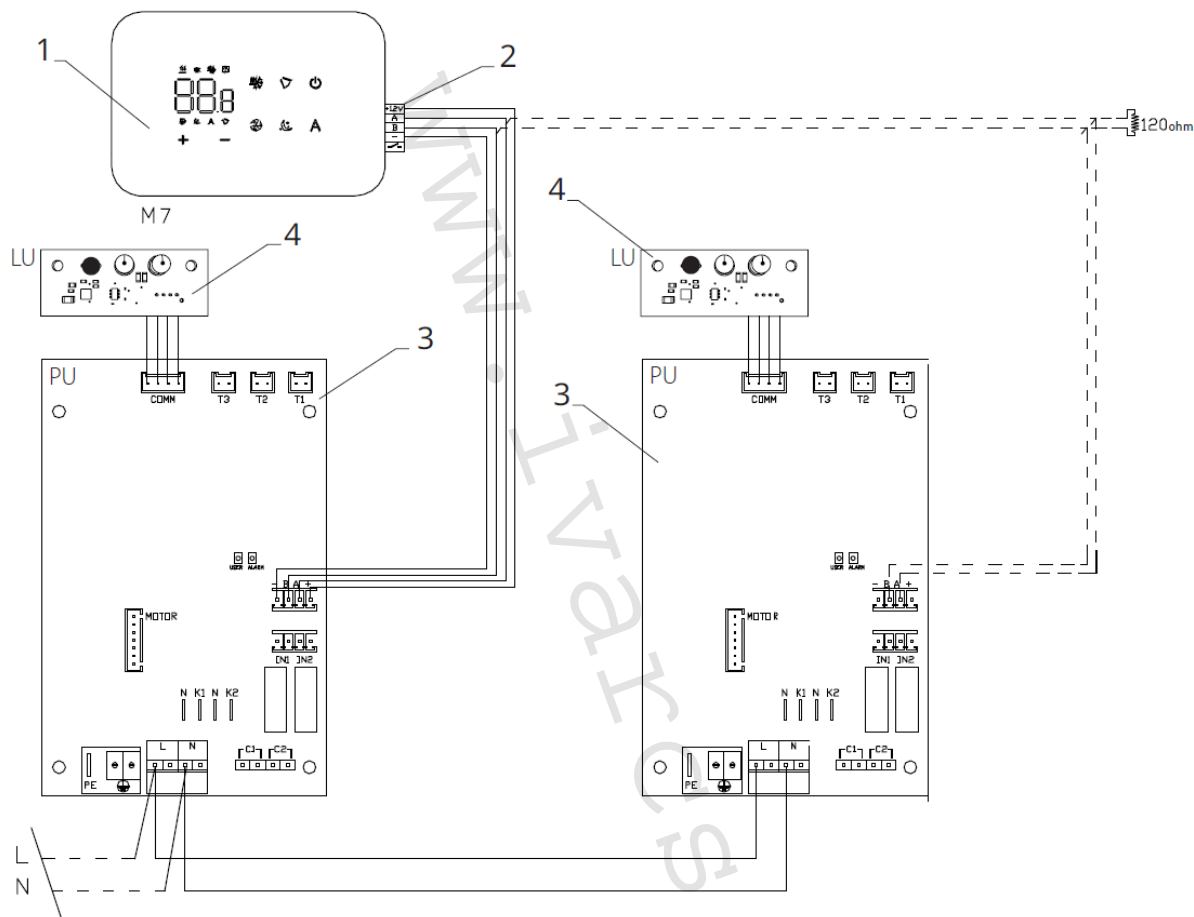 1
2
88.8
A
+
-
A
+12V
A
B
-
120ohm
M7
LU
4
LU
4
PU
3
COMM
T3
T2
T1
PU
3
COMM
T3
T2
T1
USER
ALARM
- B A +
MOTOR
IN1
IN2
N K1 N K2
L
N
C1
C2
PE
USER
ALARM
- B A +
MOTOR
IN1
IN2
N K1 N K2
L
N
C1
C2
PE
L
N
www.ivarcs